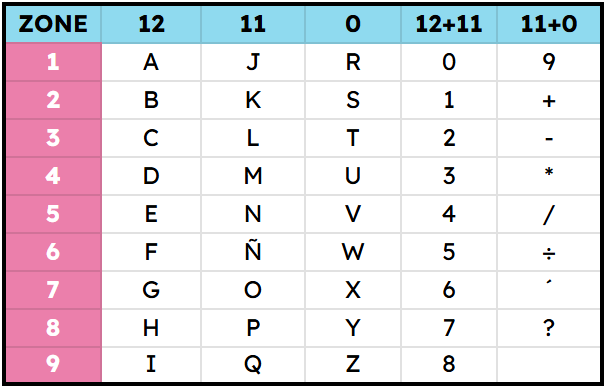 ZONE 12 11 0 12+11 11+0
1 A J R 0 9
2 B K S 1 +
3 C L T 2 -
4 D M U 3 *
5 E N V 4 /
6 F Ñ W 5 ÷
7 G O X 6 ´
8 H P Y 7 ?
9 I Q Z 8